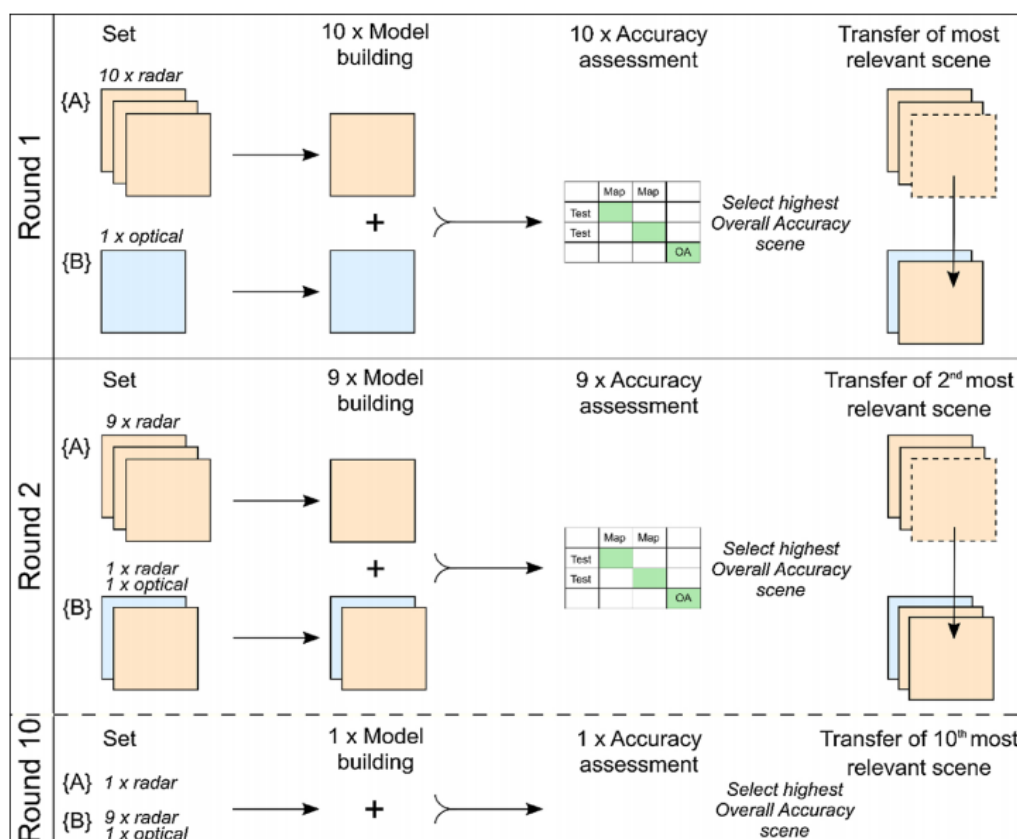 Round 1
Set
10 x Model
building
10 x Accuracy
assessment
Transfer of most
relevant scene
{A}
10 x radar
+
Map Map
Test
Test
OA
Select highest
Overall Accuracy
scene
{B}
1 x optical
Round 2
Set
9 x Model
building
9 x Accuracy
assessment
Transfer of 2nd most
relevant scene
{A}
9 x radar
+
Map Map
Test
Test
OA
Select highest
Overall Accuracy
scene
{B}
1 x radar
1 x optical
Round 10
Set
1 x Model
building
1 x Accuracy
assessment
Transfer of 10th most
relevant scene
{A} 1 x radar
+
{B} 9 x radar
1 x optical
Select highest
Overall Accuracy
scene